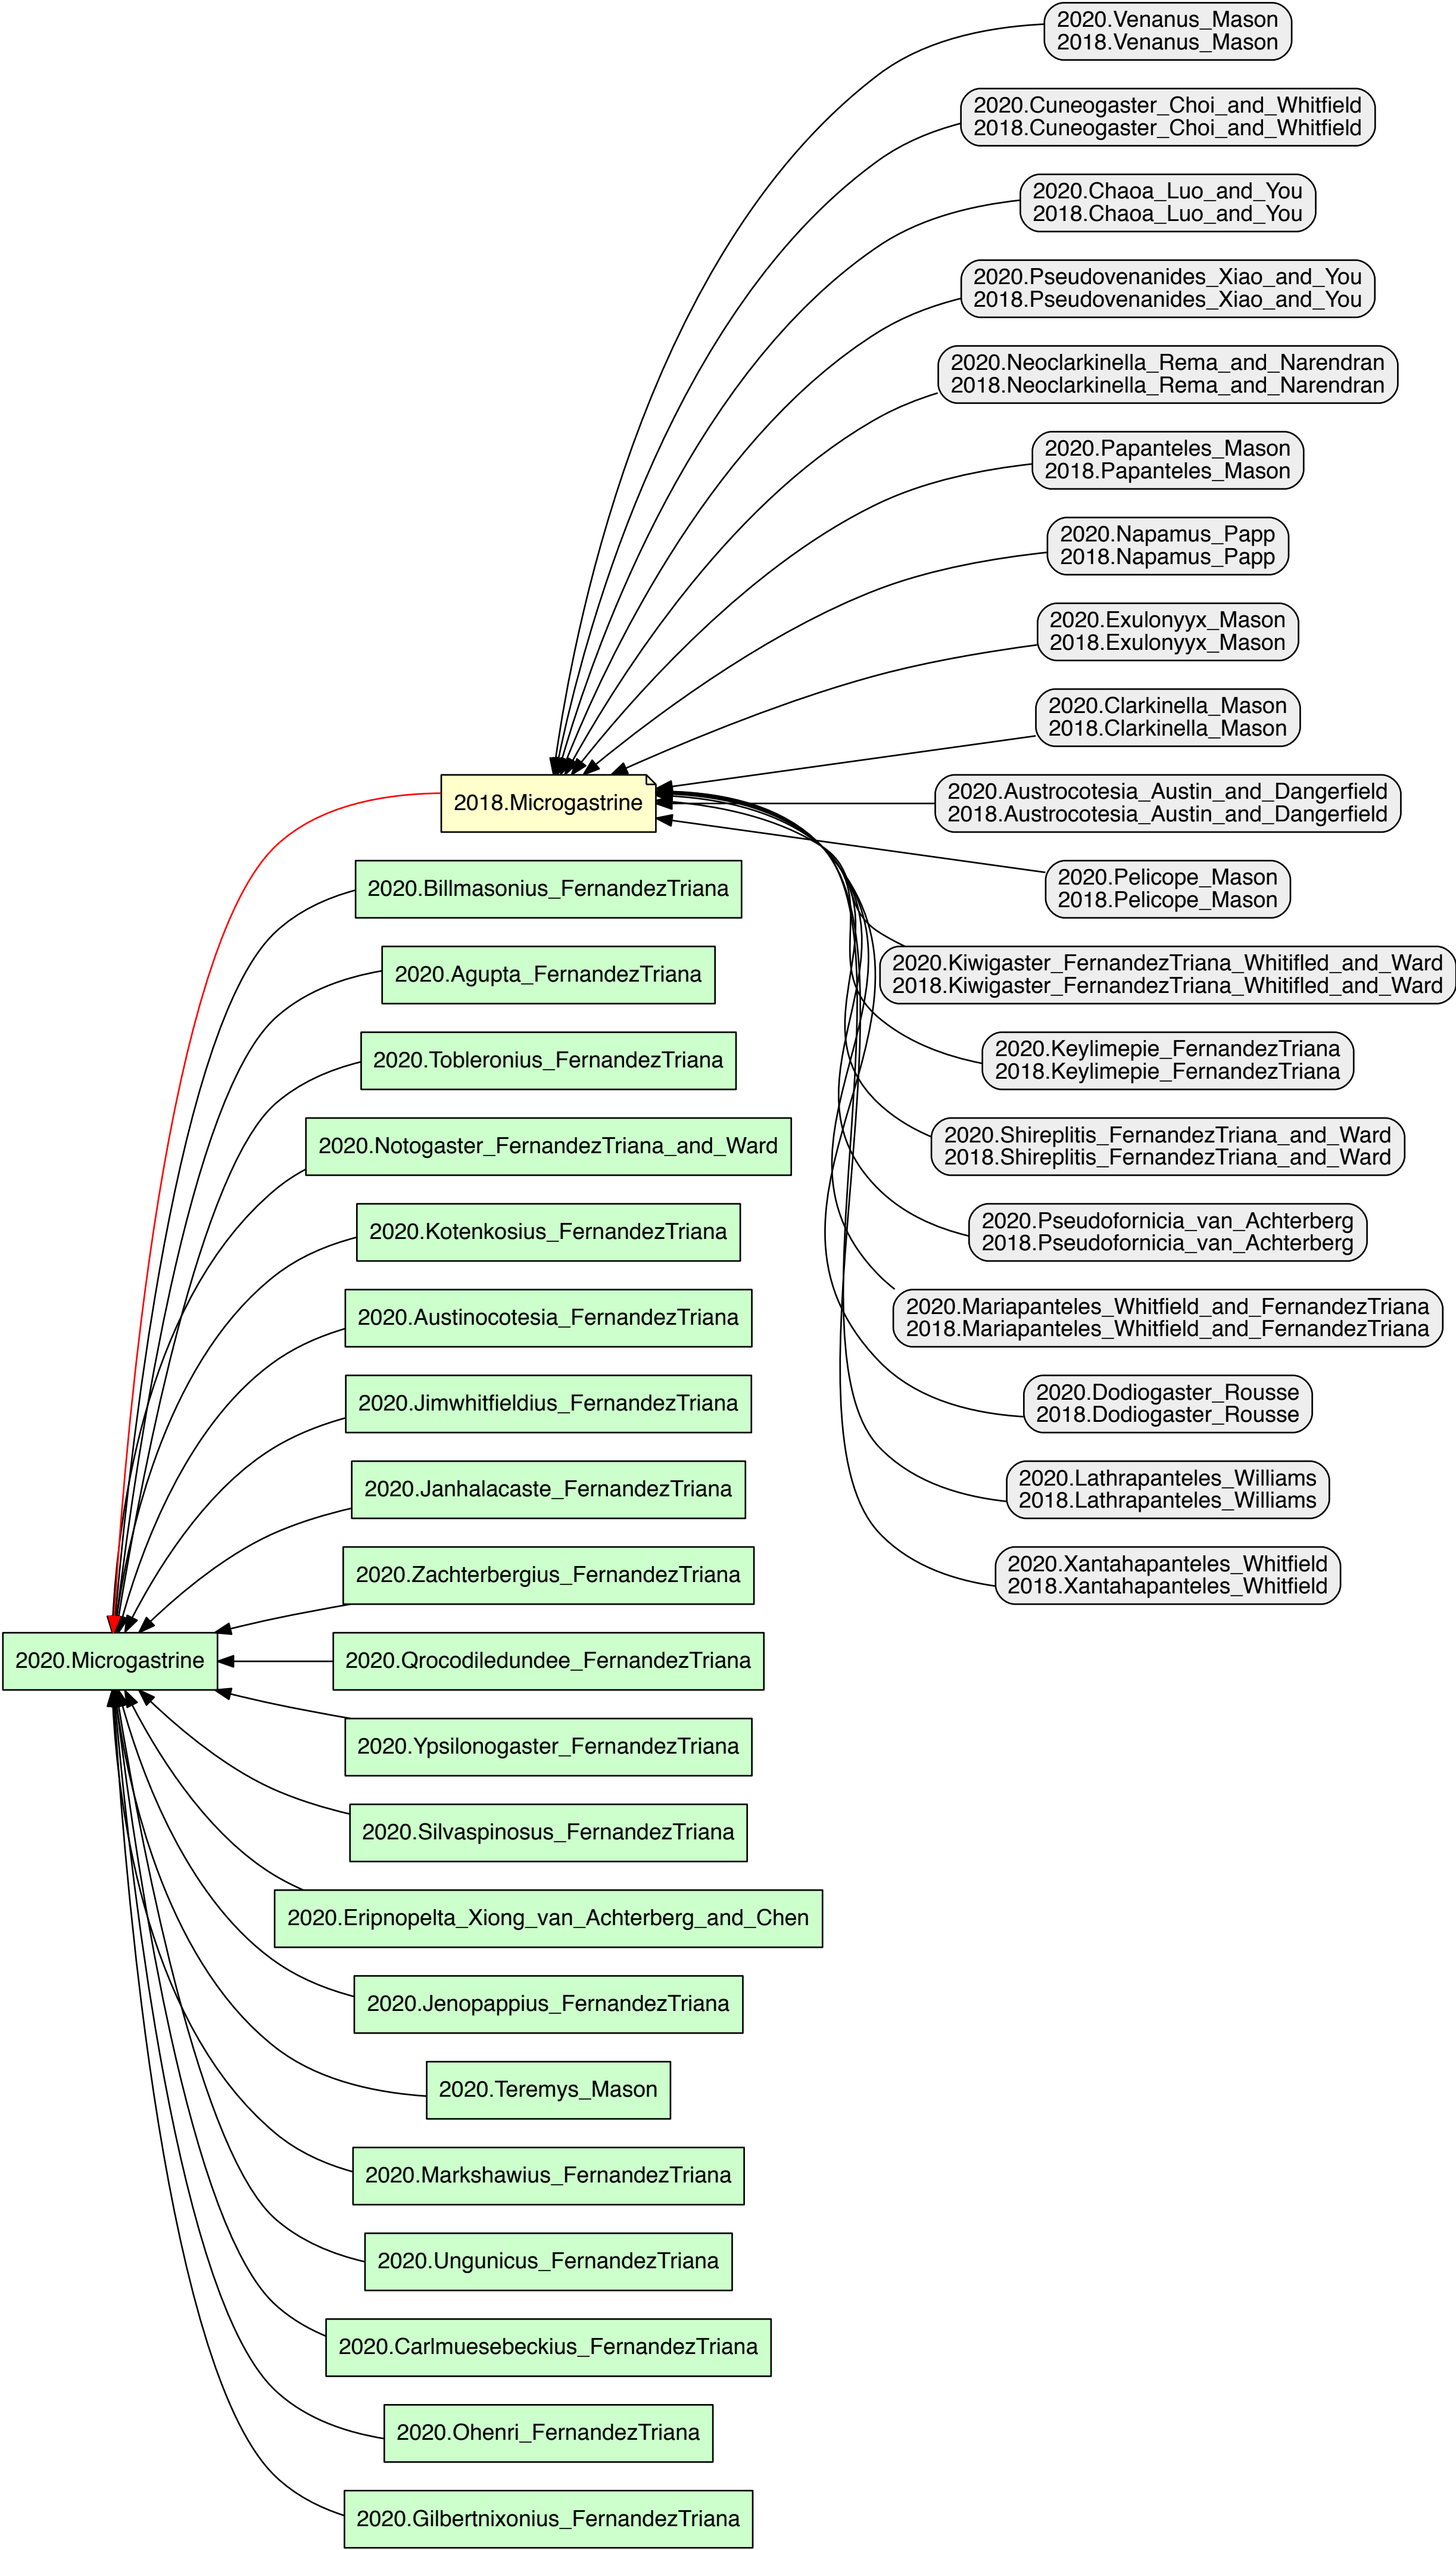 2020.Venanus_Mason
2018.Venanus_Mason
2020.Cuneogaster_Choi_and_Whitfield
2018.Cuneogaster_Choi_and_Whitfield
2020.Chaoa_Luo_and_You
2018.Chaoa_Luo_and_You
2020.Pseudovenanides_Xiao_and_You
2018.Pseudovenanides_Xiao_and_You
2020.Neoclarkinella_Rema_and_Narendran
2018.Neoclarkinella_Rema_and_Narendran
2020.Papanteles_Mason
2018.Papanteles_Mason
2020.Napamus_Papp
2018.Napamus_Papp
2020.Exulonyyx_Mason
2018.Exulonyyx_Mason
2020.Clarkinella_Mason
2018.Clarkinella_Mason
2018.Microgastrine
2020.Austrocotesia_Austin_and_Dangerfield
2018.Austrocotesia_Austin_and_Dangerfield
2020.Billmasonius_FernandezTriana
2020.Pelicope_Mason
2018.Pelicope_Mason
2020.Agupta_FernandezTriana
2020.Kiwigaster_FernandezTriana_Whitifled_and_Ward
2018.Kiwigaster_FernandezTriana_Whitifled_and_Ward
2020.Tobleronius_FernandezTriana
2020.Keylimepie_FernandezTriana
2018.Keylimepie_FernandezTriana
2020.Notogaster_FernandezTriana_and_Ward
2020.Shireplitis_FernandezTriana_and_Ward
2018.Shireplitis_FernandezTriana_and_Ward
2020.Kotenkosius_FernandezTriana
2020.Pseudofornicia_van_Achterberg
2018.Pseudofornicia_van_Achterberg
2020.Austinocotesia_FernandezTriana
2020.Mariapanteles_Whitfield_and_FernandezTriana
2018.Mariapanteles_Whitfield_and_FernandezTriana
2020.Jimwhitfieldius_FernandezTriana
2020.Dodiogaster_Rousse
2018.Dodiogaster_Rousse
2020.Janhalacaste_FernandezTriana
2020.Lathrapanteles_Williams
2018.Lathrapanteles_Williams
2020.Zachterbergius_FernandezTriana
2020.Xantahapanteles_Whitfield
2018.Xantahapanteles_Whitfield
2020.Microgastrine
2020.Qrocodiledundee_FernandezTriana
2020.Ypsilonogaster_FernandezTriana
2020.Silvaspinosus_FernandezTriana
2020.Eripnopelta_Xiong_van_Achterberg_and_Chen
2020.Jenopappius_FernandezTriana
2020.Teremys_Mason
2020.Markshawius_FernandezTriana
2020.Ungunicus_FernandezTriana
2020.Carlmuesebeckius_FernandezTriana
2020.Ohenri_FernandezTriana
2020.Gilbertnixonius_FernandezTriana